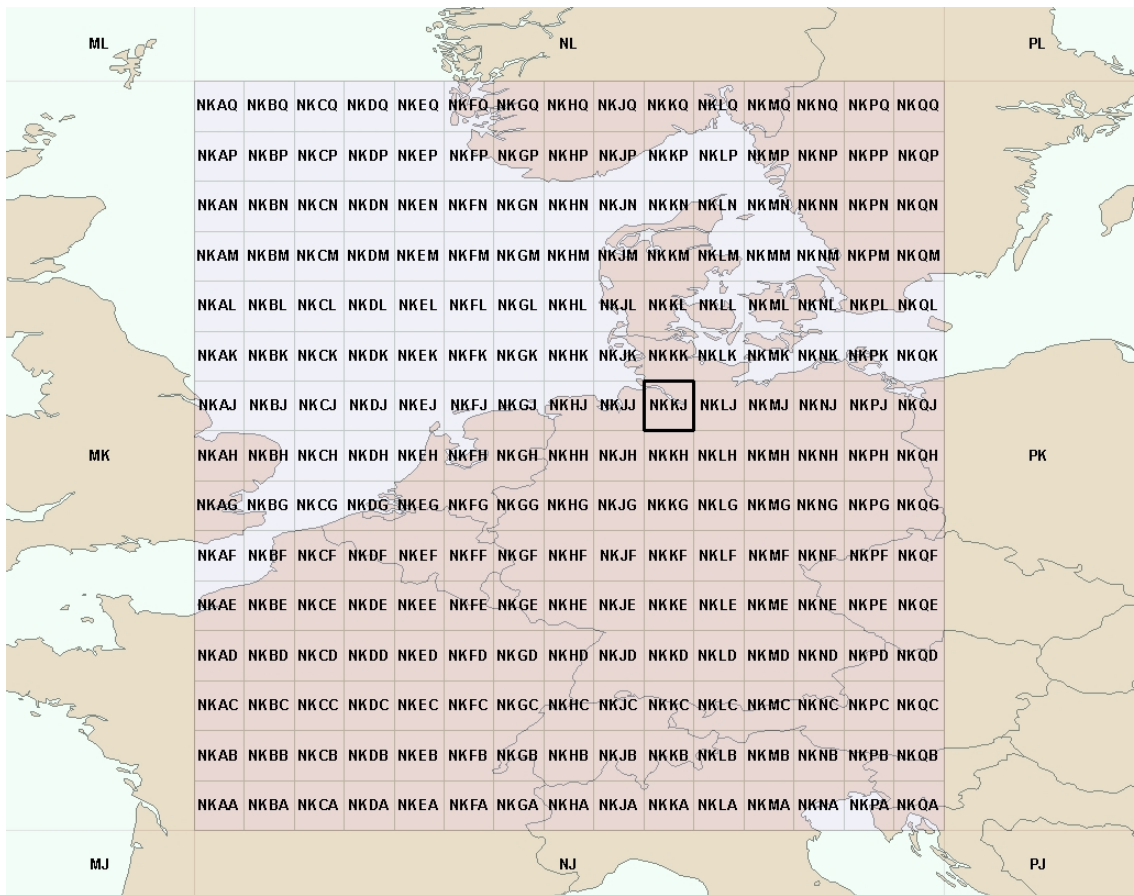 ML NL PL
NKAQ NKBQ NKCQ NKDQ NKEQ NKFQ NKGQ NKHQ NKJQ NKKQ NKLQ NKMQ NKNQ NKPQ NKQQ
NKAP NKBP NKCP NKDP NKEP NKFP NKGP NKHP NKJP NKKP NKLP NKMP NKNP NKPP NKQP
NKAN NKBN NKCN NKDN NKEN NKFN NKGN NKHN NKJN NKKN NKLN NKMN NKNN NKPN NKQN
NKAM NKBM NKCM NKDM NKEM NKFM NKGM NKHM NKJM NKKM NKLM NKMM NKNM NKPM NKQM
NKAL NKBL NKCL NKDL NKEL NKFL NKGL NKHL NKJL NKKL NKLL NKML NKNL NKPL NKQL
NKAK NKBK NKCK NKDK NKEK NKFK NKGK NKHK NKJK NKKK NKLK NKMK NKNK NKPK NKQK
NKAJ NKBJ NKCJ NKDJ NKEJ NKFJ NKGJ NKHJ NKJJ NKKJ NKLJ NKMJ NKNJ NKPJ NKQJ
MK NKAH NKBH NKCH NKDH NKEH NKFH NKGH NKHH NKJH NKKH NKLH NKMH NKNH NKPH NKQH PK
NKAG NKBG NKCG NKDG NKEG NKFG NKGG NKHG NKJG NKKG NKLG NKMG NKNG NKPG NKQG
NKAF NKBF NKCF NKDF NKEF NKFF NKGF NKHF NKJF NKKF NKLF NKMF NKNF NKPF NKQF
NKAE NKBE NKCE NKDE NKEE NKFE NKGE NKHE NKJE NKKE NKLE NKME NKNE NKPE NKQE
NKAD NKBD NKCD NKDD NKED NKFD NKGD NKHD NKJD NKKD NKLD NKMD NKND NKPD NKQD
NKAC NKBC NKCC NKDC NKEC NKFC NKGC NKHC NKJC NKKC NKLC NKMC NKNC NKPC NKQC
NKAB NKBB NKCB NKDB NKEB NKFB NKGB NKHB NKJB NKKB NKLB NKMB NKNB NKPB NKQB
NKAA NKBA NKCA NKDA NKEA NKFA NKGA NKHA NKJA NKKA NKLA NKMA NKNA NKPA NKQA
MJ NJ PJ